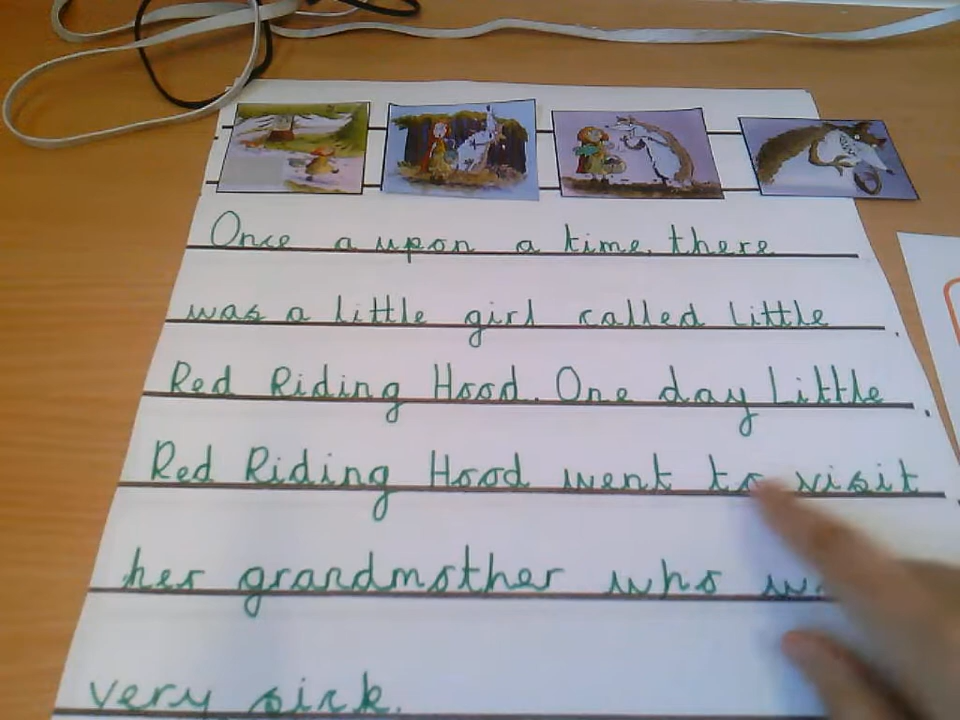 Once a upon a time, there
was a little girl called Little
Red Riding Hood. One day Little
Red Riding Hood went to visit
her grandmother who
very sick.